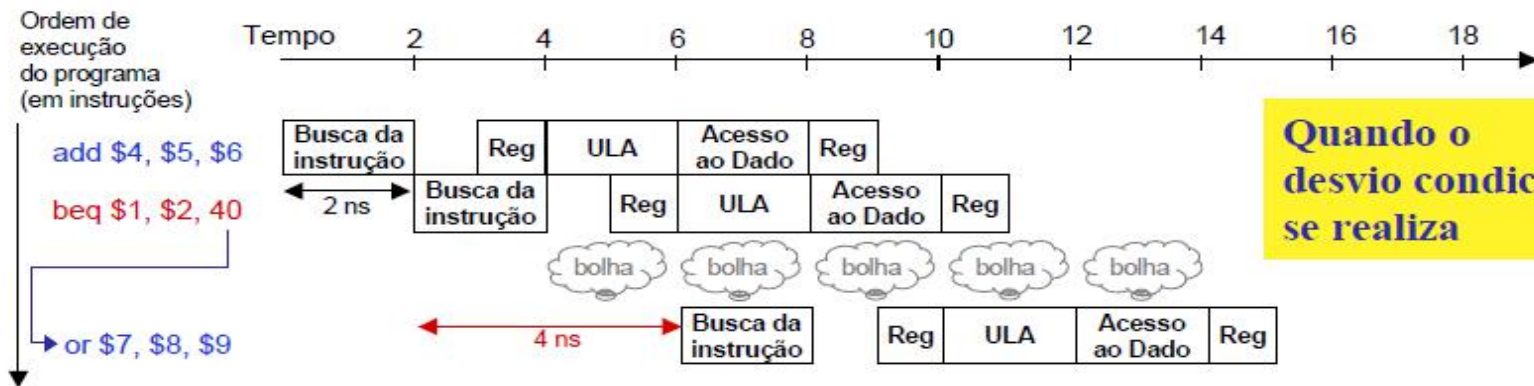 Ordem de
execução
do programa
(em instruções)
Tempo 2 4 6 8 10 12 14 16 18
add $4, $5, $6
Busca da
instrução
Reg
ULA
Acesso
ao Dado
Reg
beq $1, $2, 40
2 ns
Busca da
instrução
Reg
ULA
Acesso
ao Dado
Reg
bolha bolha bolha bolha bolha
or $7, $8, $9
4 ns
Busca da
instrução
Reg
ULA
Acesso
ao Dado
Reg
Quando o
desvio condic
se realiza